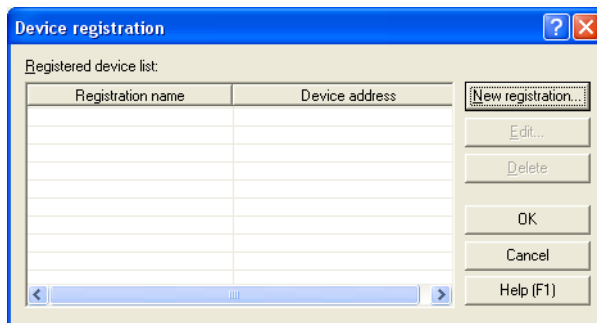 Device registration
Registered device list:
Registration name Device address
New registration...
Edit...
Delete
OK
Cancel
Help (F1)